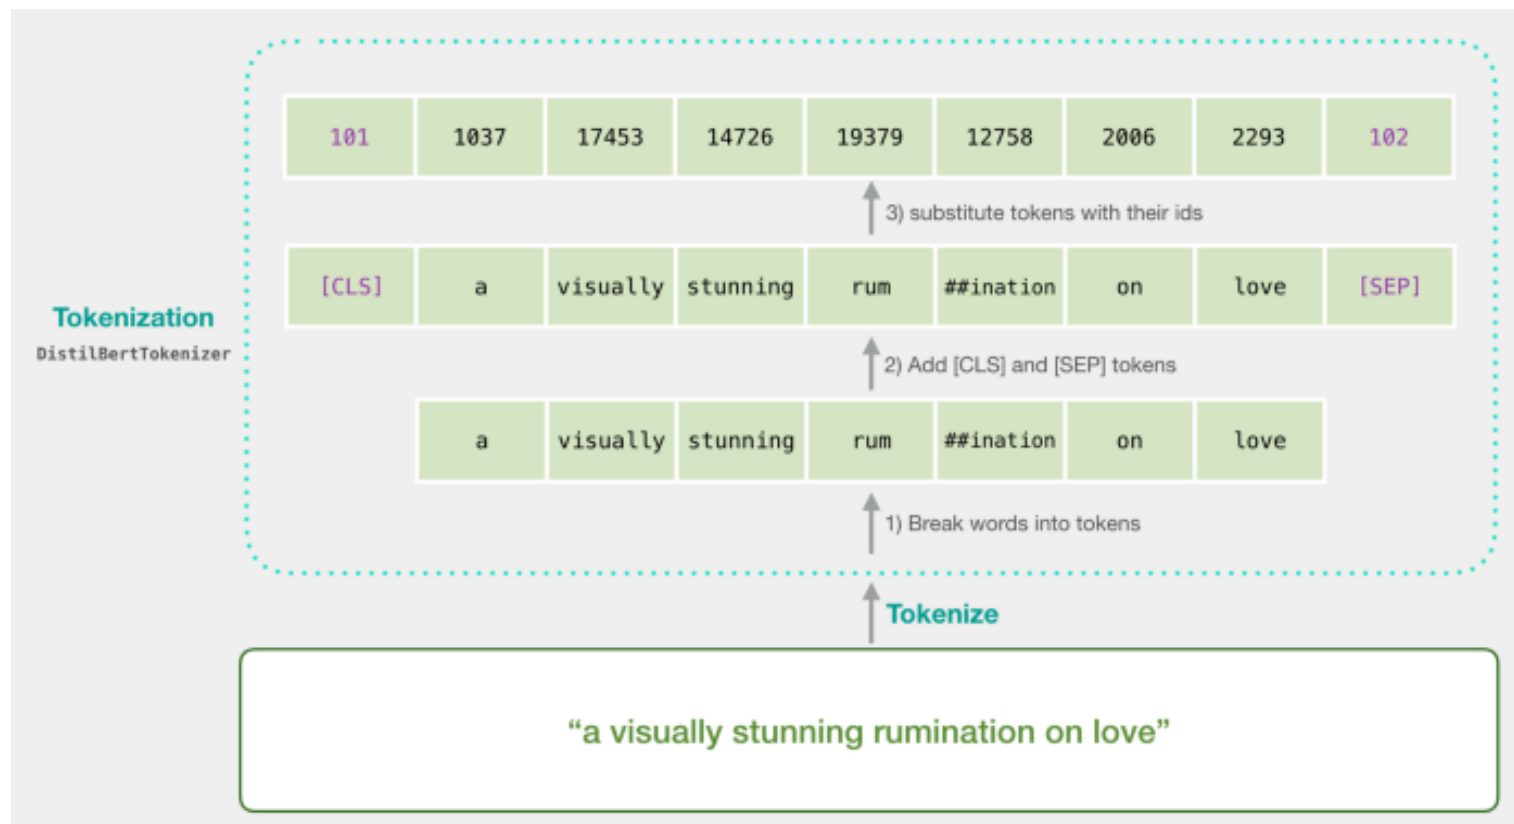 101 1037 17453 14726 19379 12758 2006 2293 102
3) substitute tokens with their ids
[CLS] a visually stunning rum ##ination on love [SEP]
Tokenization
DistilBertTokenizer
2) Add [CLS] and [SEP] tokens
a visually stunning rum ##ination on love
1) Break words into tokens
Tokenize
“a visually stunning rumination on love”